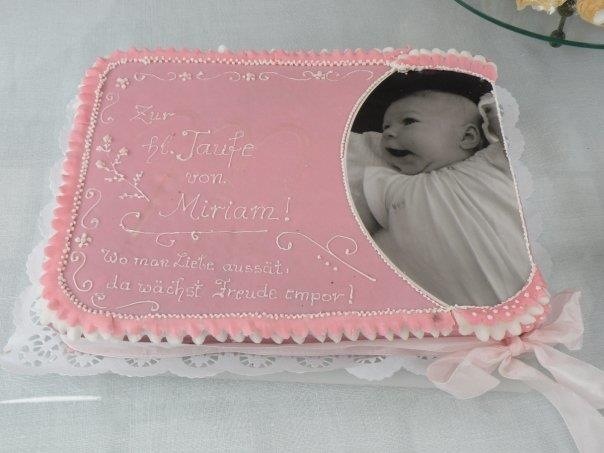 Zur
hl. Taufe
von
Miriam!
Wo man Liebe aussät,
da wächst Freude empor!